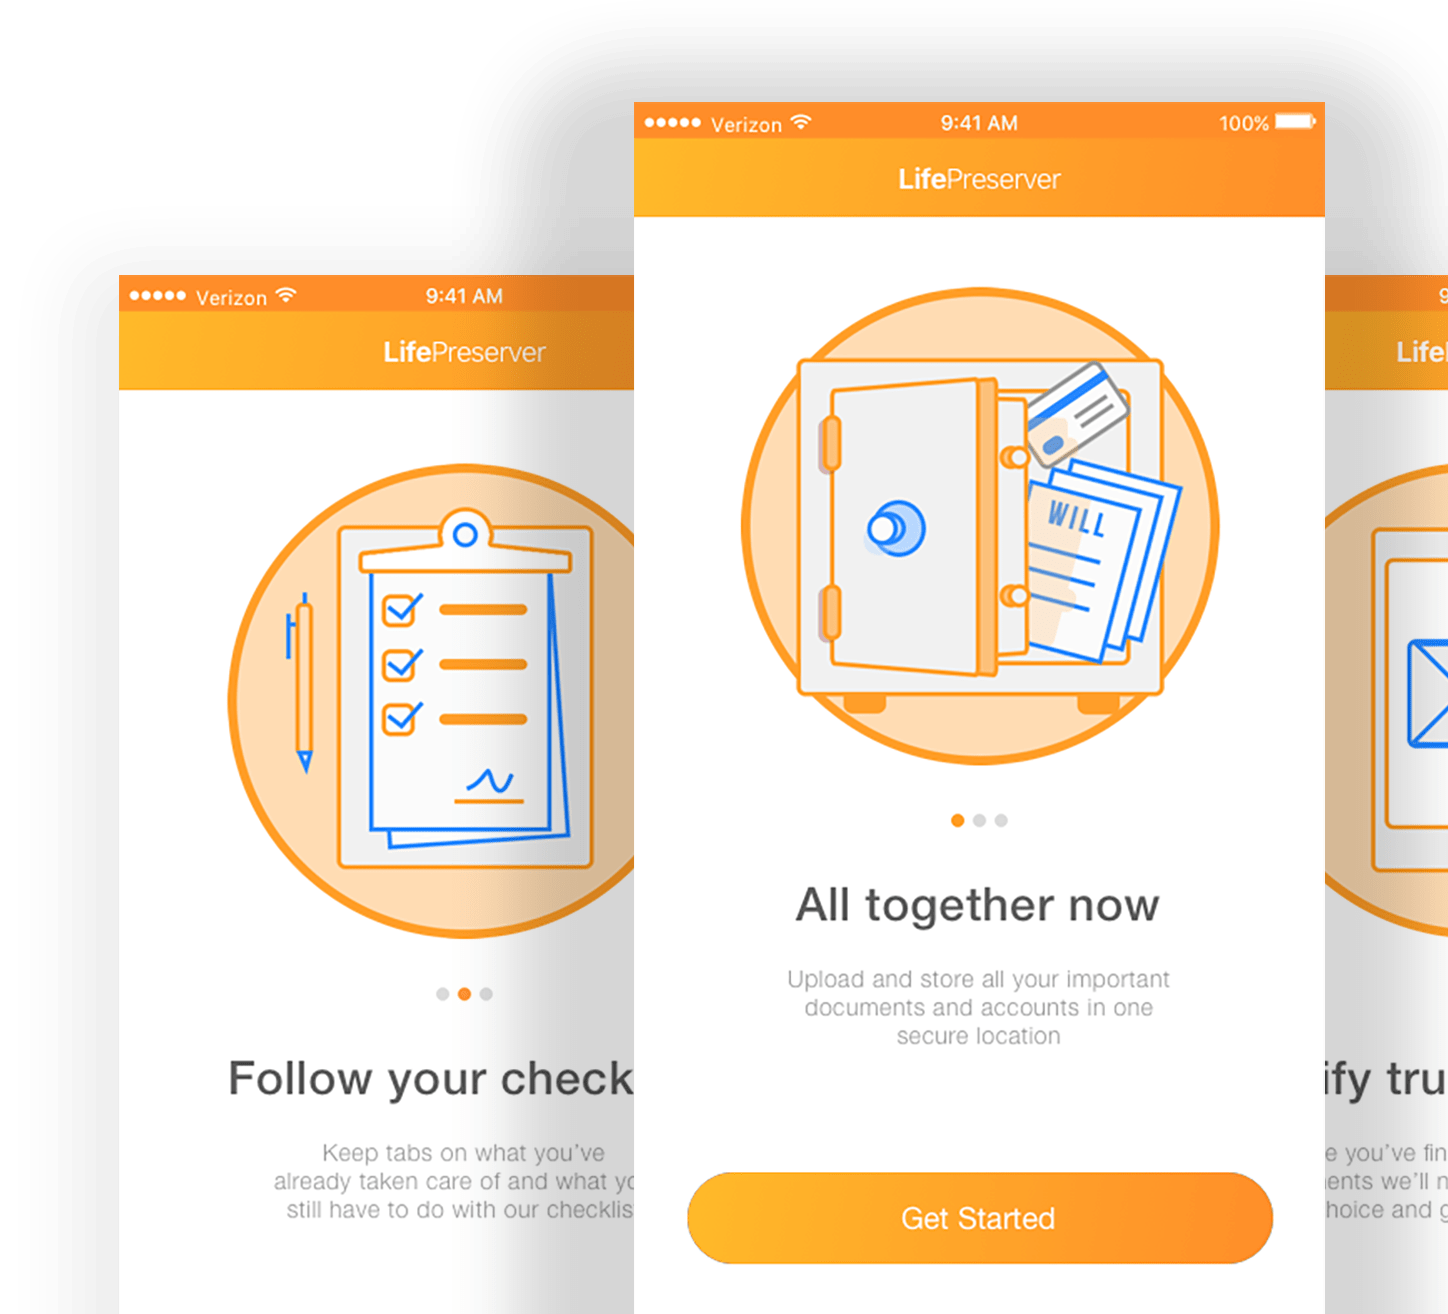 Verizon 9:41 AM 100%
LifePreserver
WILL
All together now
Upload and store all your important
documents and accounts in one
secure location
Get Started
Verizon 9:41 AM
LifePreserver
Follow your check
Keep tabs on what you've
already taken care of and what yo
still have to do with our checklis
9
Life
ify tru
e you've fin
ents we'll n
hoice and g